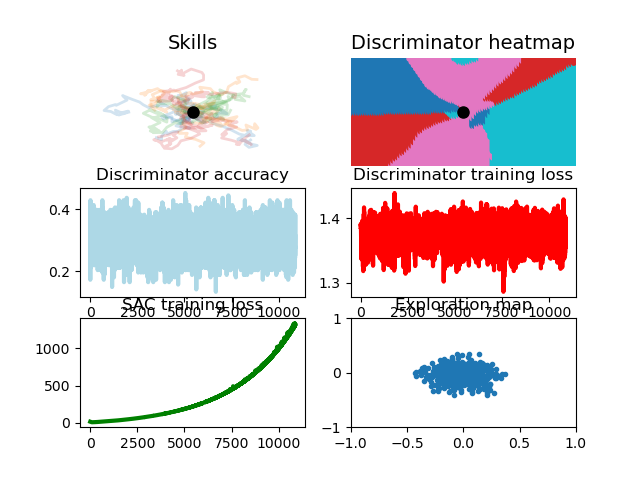 Skills
Discriminator heatmap
Discriminator accuracy
0.4
0.2
0 2500 5000 7500 10000
Discriminator training loss
1.4
1.3
0 2500 5000 7500 10000
SAC training loss
1000
500
0
0 2500 5000 7500 10000
Exploration map
1
0
−1
−1.0 −0.5 0.0 0.5 1.0